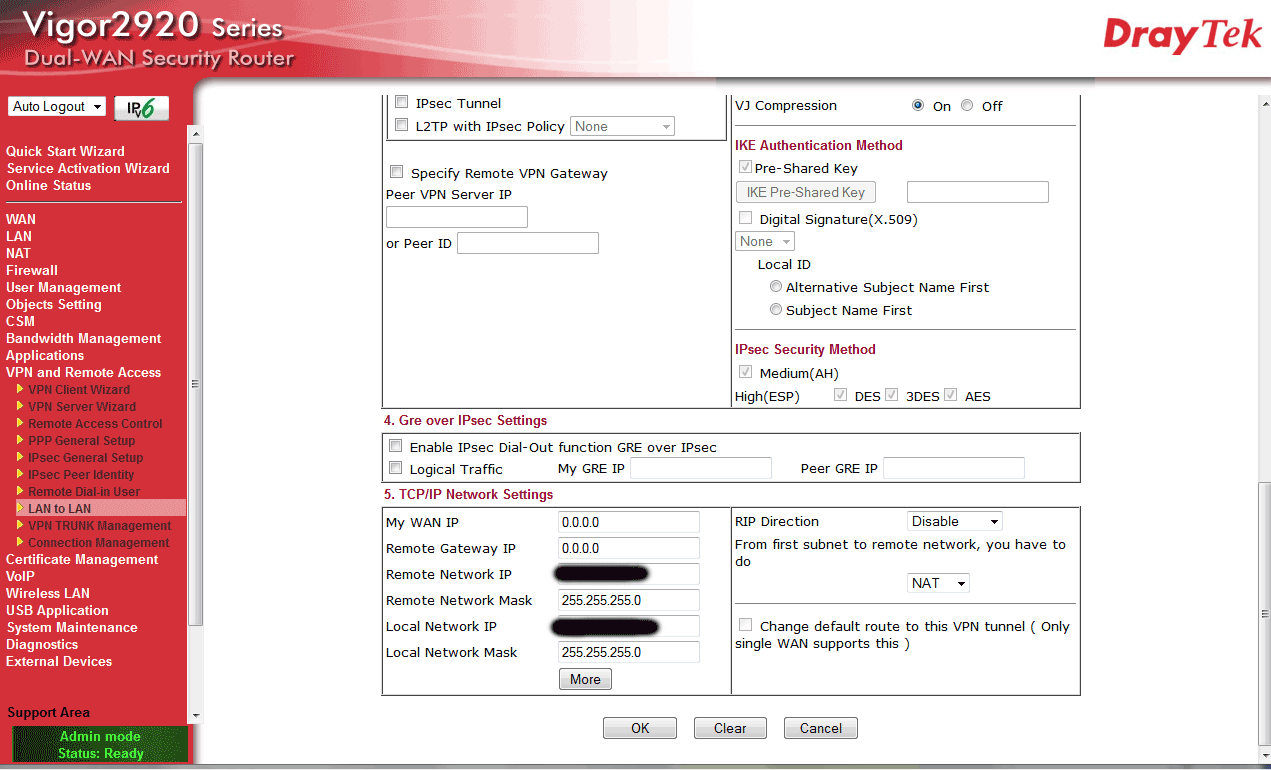 Vigor2920 Series
Dual-WAN Security Router
DrayTek
Auto Logout
IPv6
Quick Start Wizard
Service Activation Wizard
Online Status
WAN
LAN
NAT
Firewall
User Management
Objects Setting
CSM
Bandwidth Management
Applications
VPN and Remote Access
VPN Client Wizard
VPN Server Wizard
Remote Access Control
PPP General Setup
IPsec General Setup
IPsec Peer Identity
Remote Dial-in User
LAN to LAN
VPN TRUNK Management
Connection Management
Certificate Management
VoIP
Wireless LAN
USB Application
System Maintenance
Diagnostics
External Devices
Support Area
Admin mode
Status: Ready
IPsec Tunnel
L2TP with IPsec Policy None
Specify Remote VPN Gateway
Peer VPN Server IP
or Peer ID
VJ Compression On Off
IKE Authentication Method
Pre-Shared Key
IKE Pre-Shared Key
Digital Signature(X.509)
None
Local ID
Alternative Subject Name First
Subject Name First
IPsec Security Method
Medium(AH)
High(ESP) DES 3DES AES
4. Gre over IPsec Settings
Enable IPsec Dial-Out function GRE over IPsec
Logical Traffic My GRE IP Peer GRE IP
5. TCP/IP Network Settings
My WAN IP 0.0.0.0
Remote Gateway IP 0.0.0.0
Remote Network IP
Remote Network Mask 255.255.255.0
Local Network IP
Local Network Mask 255.255.255.0
More
RIP Direction Disable
From first subnet to remote network, you have to
do
NAT
Change default route to this VPN tunnel ( Only
single WAN supports this )
OK Clear Cancel